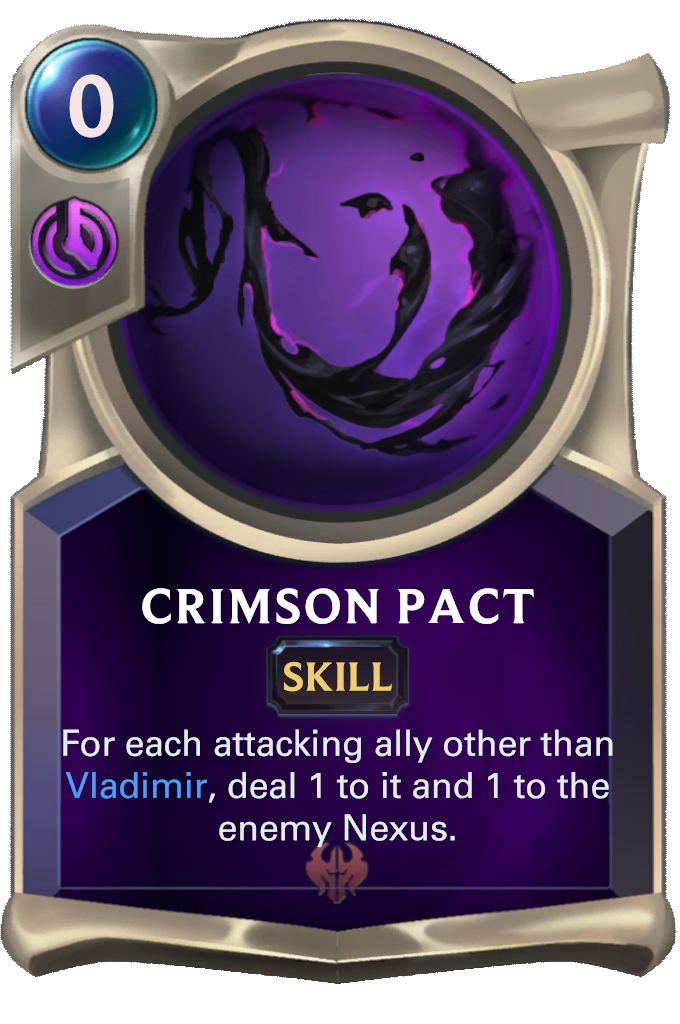 0
CRIMSON PACT
SKILL
For each attacking ally other than
Vladimir, deal 1 to it and 1 to the
enemy Nexus.